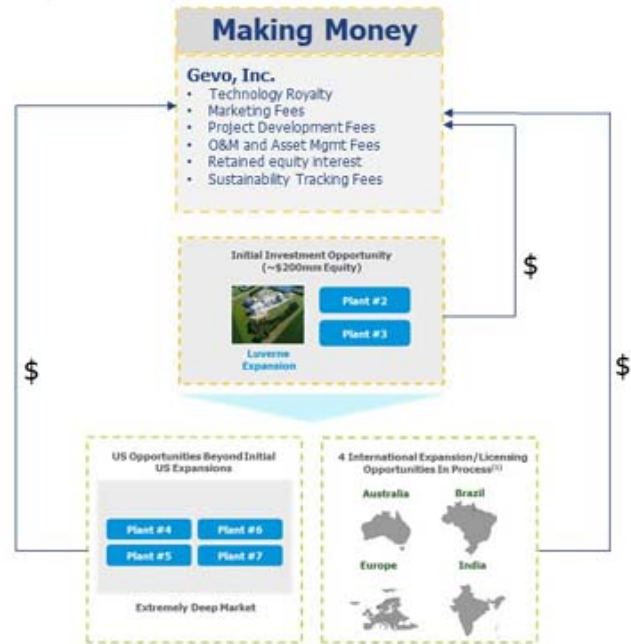 Making Money
Gevo, Inc.
• Technology Royalty
• Marketing Fees
• Project Development Fees
• O&M and Asset Mgmt Fees
• Retained equity interest
• Sustainability Tracking Fees
Initial Investment Opportunity
(~$200mm Equity)
Plant #2
Plant #3
Luverne
Expansion
$
$
$
US Opportunities Beyond Initial
US Expansions
Plant #4
Plant #6
Plant #5
Plant #7
Extremely Deep Market
4 International Expansion/Licensing
Opportunities In Process(1)
Australia
Brazil
Europe
India